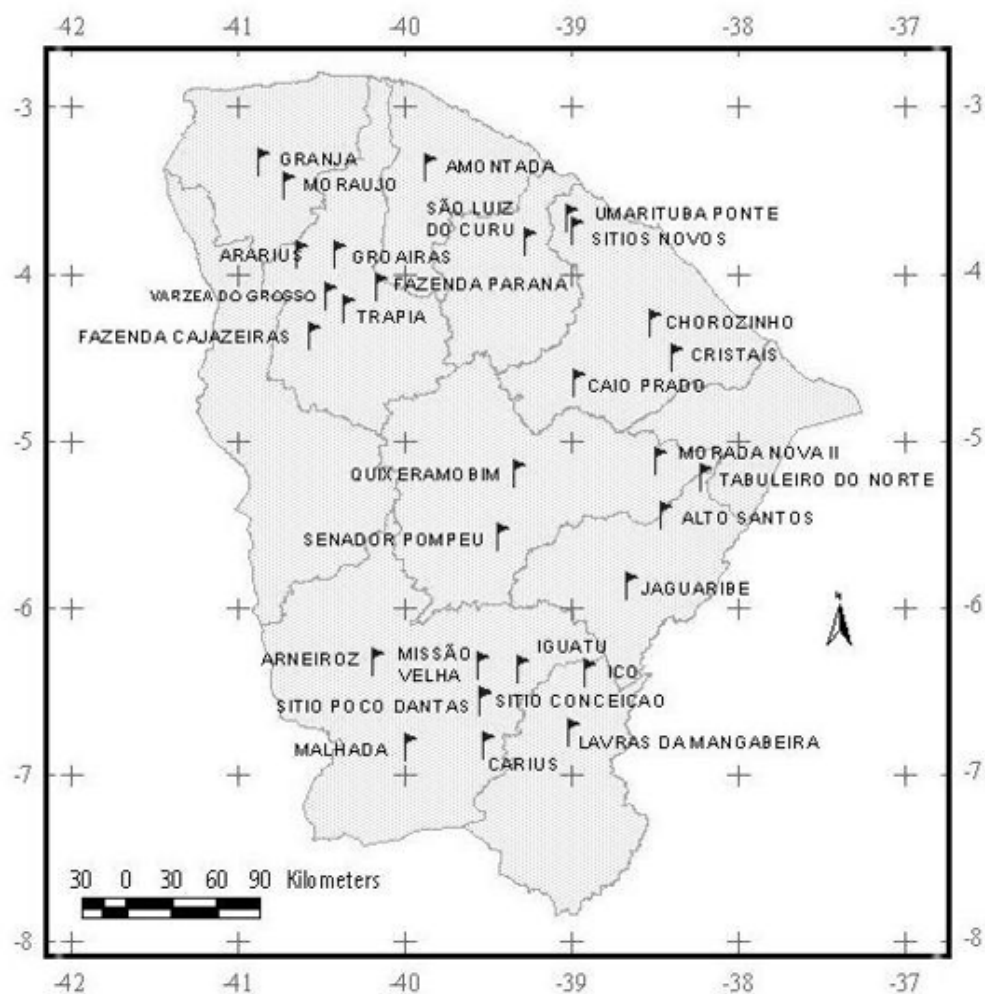 -42 -41 -40 -39 -38 -37
-3 -3
GRANJA
AMONTADA
MORAUJO
SÃO LUIZ
DO CURU
UMARITUBA PONTE
SITIOS NOVOS
ARARIUS
GROAIRAS
-4 -4
FAZENDA PARANA
VARZEA DO GROSSO
TRAPIA
CHOROZINHO
FAZENDA CAJAZEIRAS
CRISTAIS
CAIO PRADO
-5 -5
MORADA NOVA II
QUIXERAMOBIM
TABULEIRO DO NORTE
ALTO SANTOS
SENADOR POMPEU
JAGUARIBE
-6 -6
N
IGUATU
ARNEIROZ
MISSÃO
VELHA
ICO
SITIO CONCEICAO
SITIO POCO DANTAS
LAVRAS DA MANGABEIRA
MALHADA
CARIUS
-7 -7
30 0 30 60 90 Kilometers
-8 -8
-42 -41 -40 -39 -38 -37